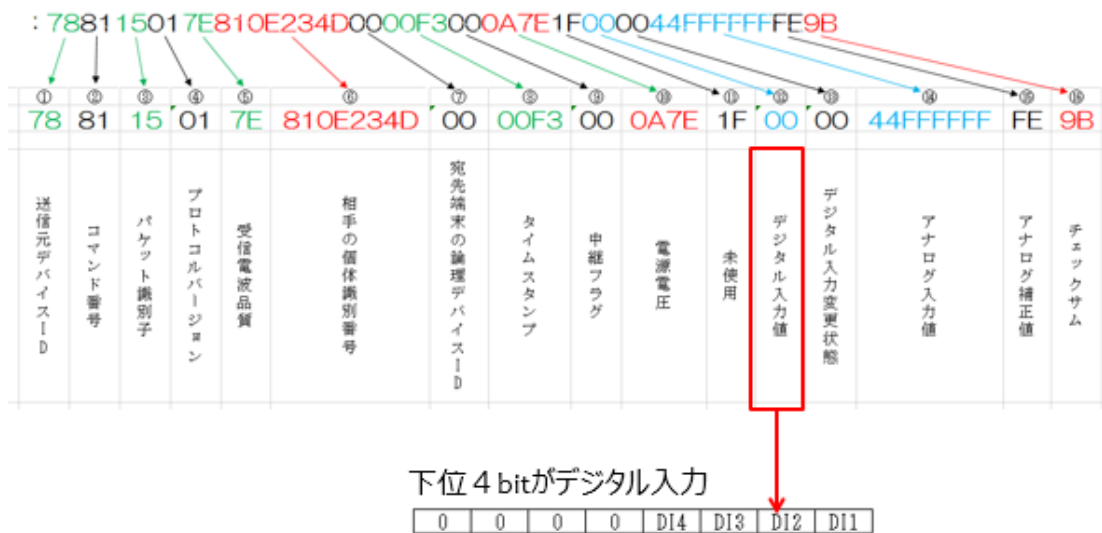 : 7881150175810E234D000000F3000A7E1F000044FFFFFFFE9B
① ② ③ ④ ⑤ ⑥ ⑦ ⑧ ⑨ ⑩ ⑪ ⑫ ⑬ ⑭ ⑮ ⑯
78 81 15 01 7E 810E234D 00 00F3 00 0A7E 1F 00 00 44FFFFFF FE 9B
送信元デバイスID
コマンド番号
パケット識別子
プロトコルバージョン
受信電波品質
相手の個体識別番号
宛先端末の論理デバイスID
タイムスタンプ
中継フラグ
電源電圧
未使用
デジタル入力値
デジタル入力変更状態
アナログ入力値
アナログ補正値
チェックサム
下位4bitがデジタル入力
0 0 0 0 DI4 DI3 DI2 DI1